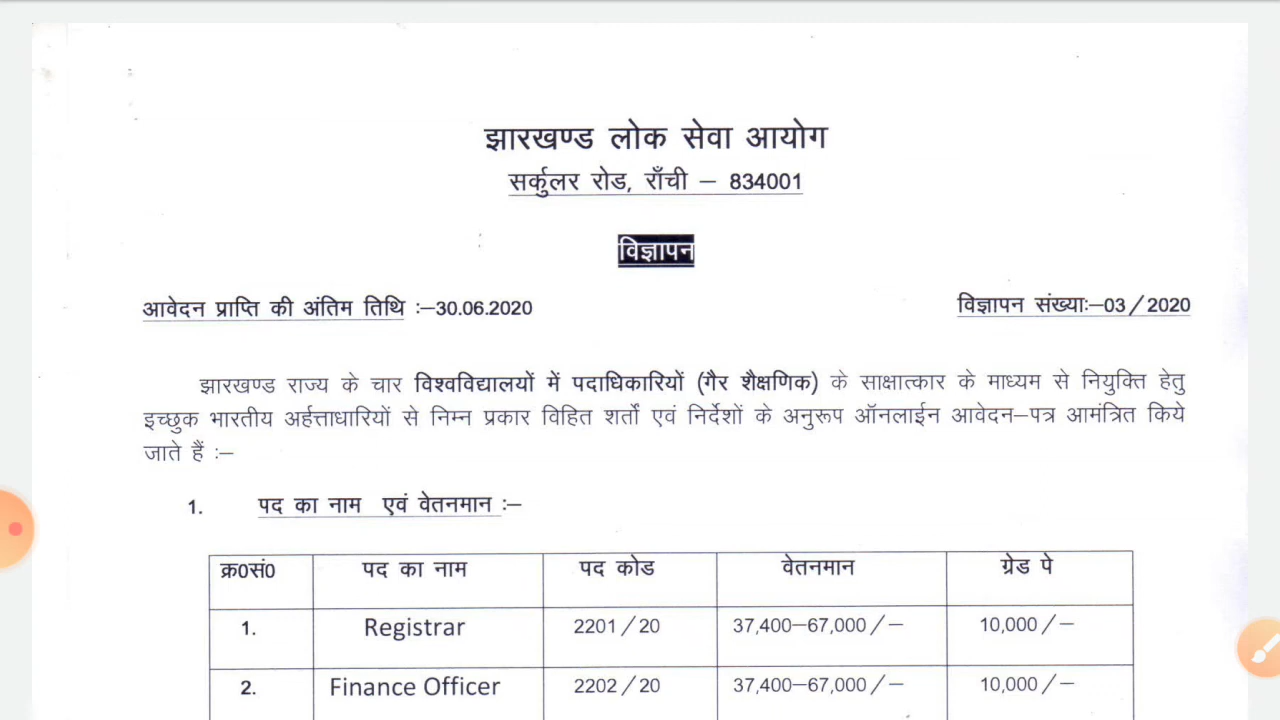 झारखण्ड लोक सेवा आयोग
सर्कुलर रोड, राँची – 834001
विज्ञापन
आवेदन प्राप्ति की अंतिम तिथि :–30.06.2020
विज्ञापन संख्याः–03/2020
झारखण्ड राज्य के चार विश्वविद्यालयों में पदाधिकारियों (गैर शैक्षणिक) के साक्षात्कार के माध्यम से नियुक्ति हेतु
इच्छुक भारतीय अर्हत्ताधारियों से निम्न प्रकार विहित शर्तों एवं निर्देशों के अनुरूप ऑनलाईन आवेदन–पत्र आमंत्रित किये
जाते हैं :–
1. पद का नाम एवं वेतनमान :–
क्र0सं0 पद का नाम पद कोड वेतनमान ग्रेड पे
1. Registrar 2201/20 37,400–67,000/– 10,000/–
2. Finance Officer 2202/20 37,400–67,000/– 10,000/–